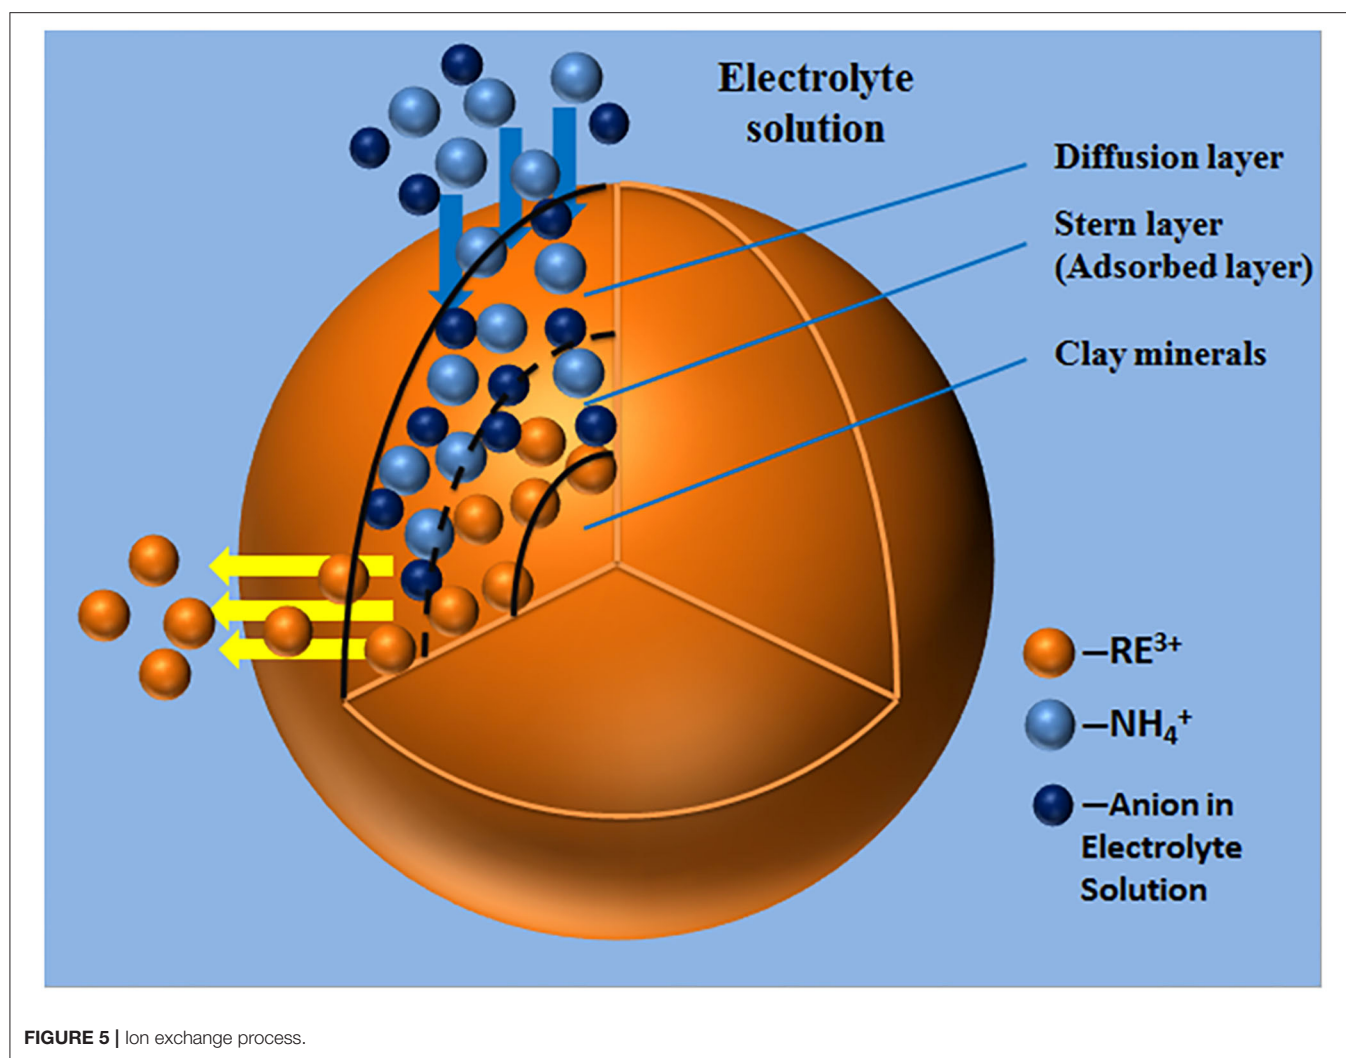 Electrolyte
solution
Diffusion layer
Stern layer
(Adsorbed layer)
Clay minerals
—RE³⁺
—NH₄⁺
—Anion in
Electrolyte
Solution
FIGURE 5 | Ion exchange process.